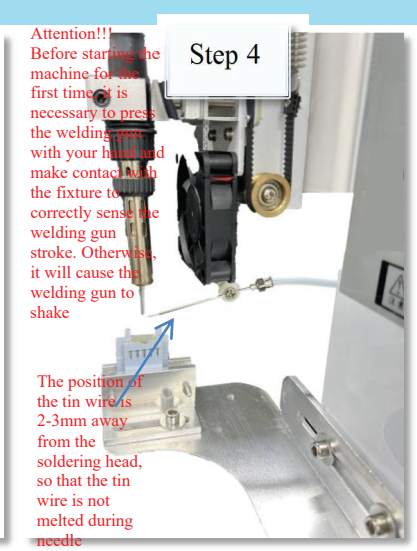 Attention!!!
Before starting the
machine for the
first time, it is
necessary to press
the welding gun
with your hand and
make contact with
the fixture to
correctly sense the
welding gun
stroke. Otherwise,
it will cause the
welding gun to
shake
Step 4
The position of
the tin wire is
2-3mm away
from the
soldering head,
so that the tin
wire is not
melted during
needle